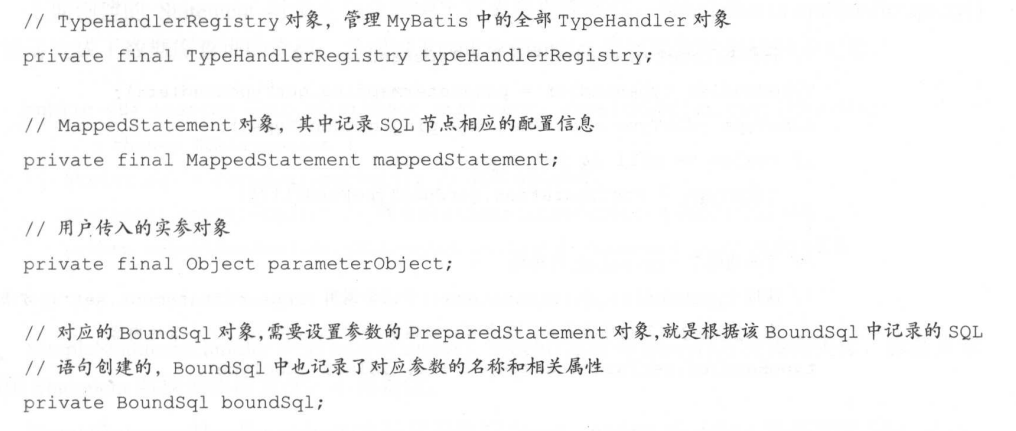 // TypeHandlerRegistry 对象，管理 MyBatis 中的全部 TypeHandler 对象
private final TypeHandlerRegistry typeHandlerRegistry;
// MappedStatement 对象，其中记录 SQL 节点相应的配置信息
private final MappedStatement mappedStatement;
// 用户传入的实参对象
private final Object parameterObject;
// 对应的 BoundSql 对象,需要设置参数的 PreparedStatement 对象,就是根据该 BoundSql 中记录的 SQL
// 语句创建的，BoundSql 中也记录了对应参数的名称和相关属性
private BoundSql boundSql;